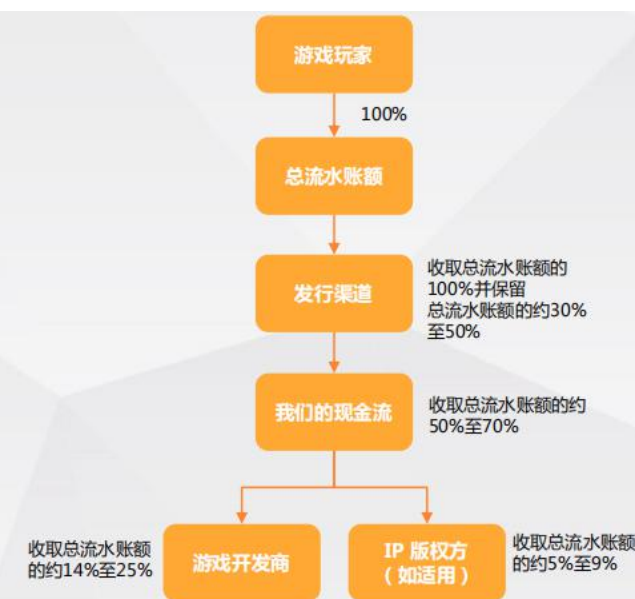 游戏玩家
100%
总流水账额
发行渠道
收取总流水账额的
100%并保留
总流水账额的约30%
至50%
我们的现金流
收取总流水账额的约
50%至70%
收取总流水账额
的约14%至25%
游戏开发商
IP 版权方
（如适用）
收取总流水账额
的约5%至9%